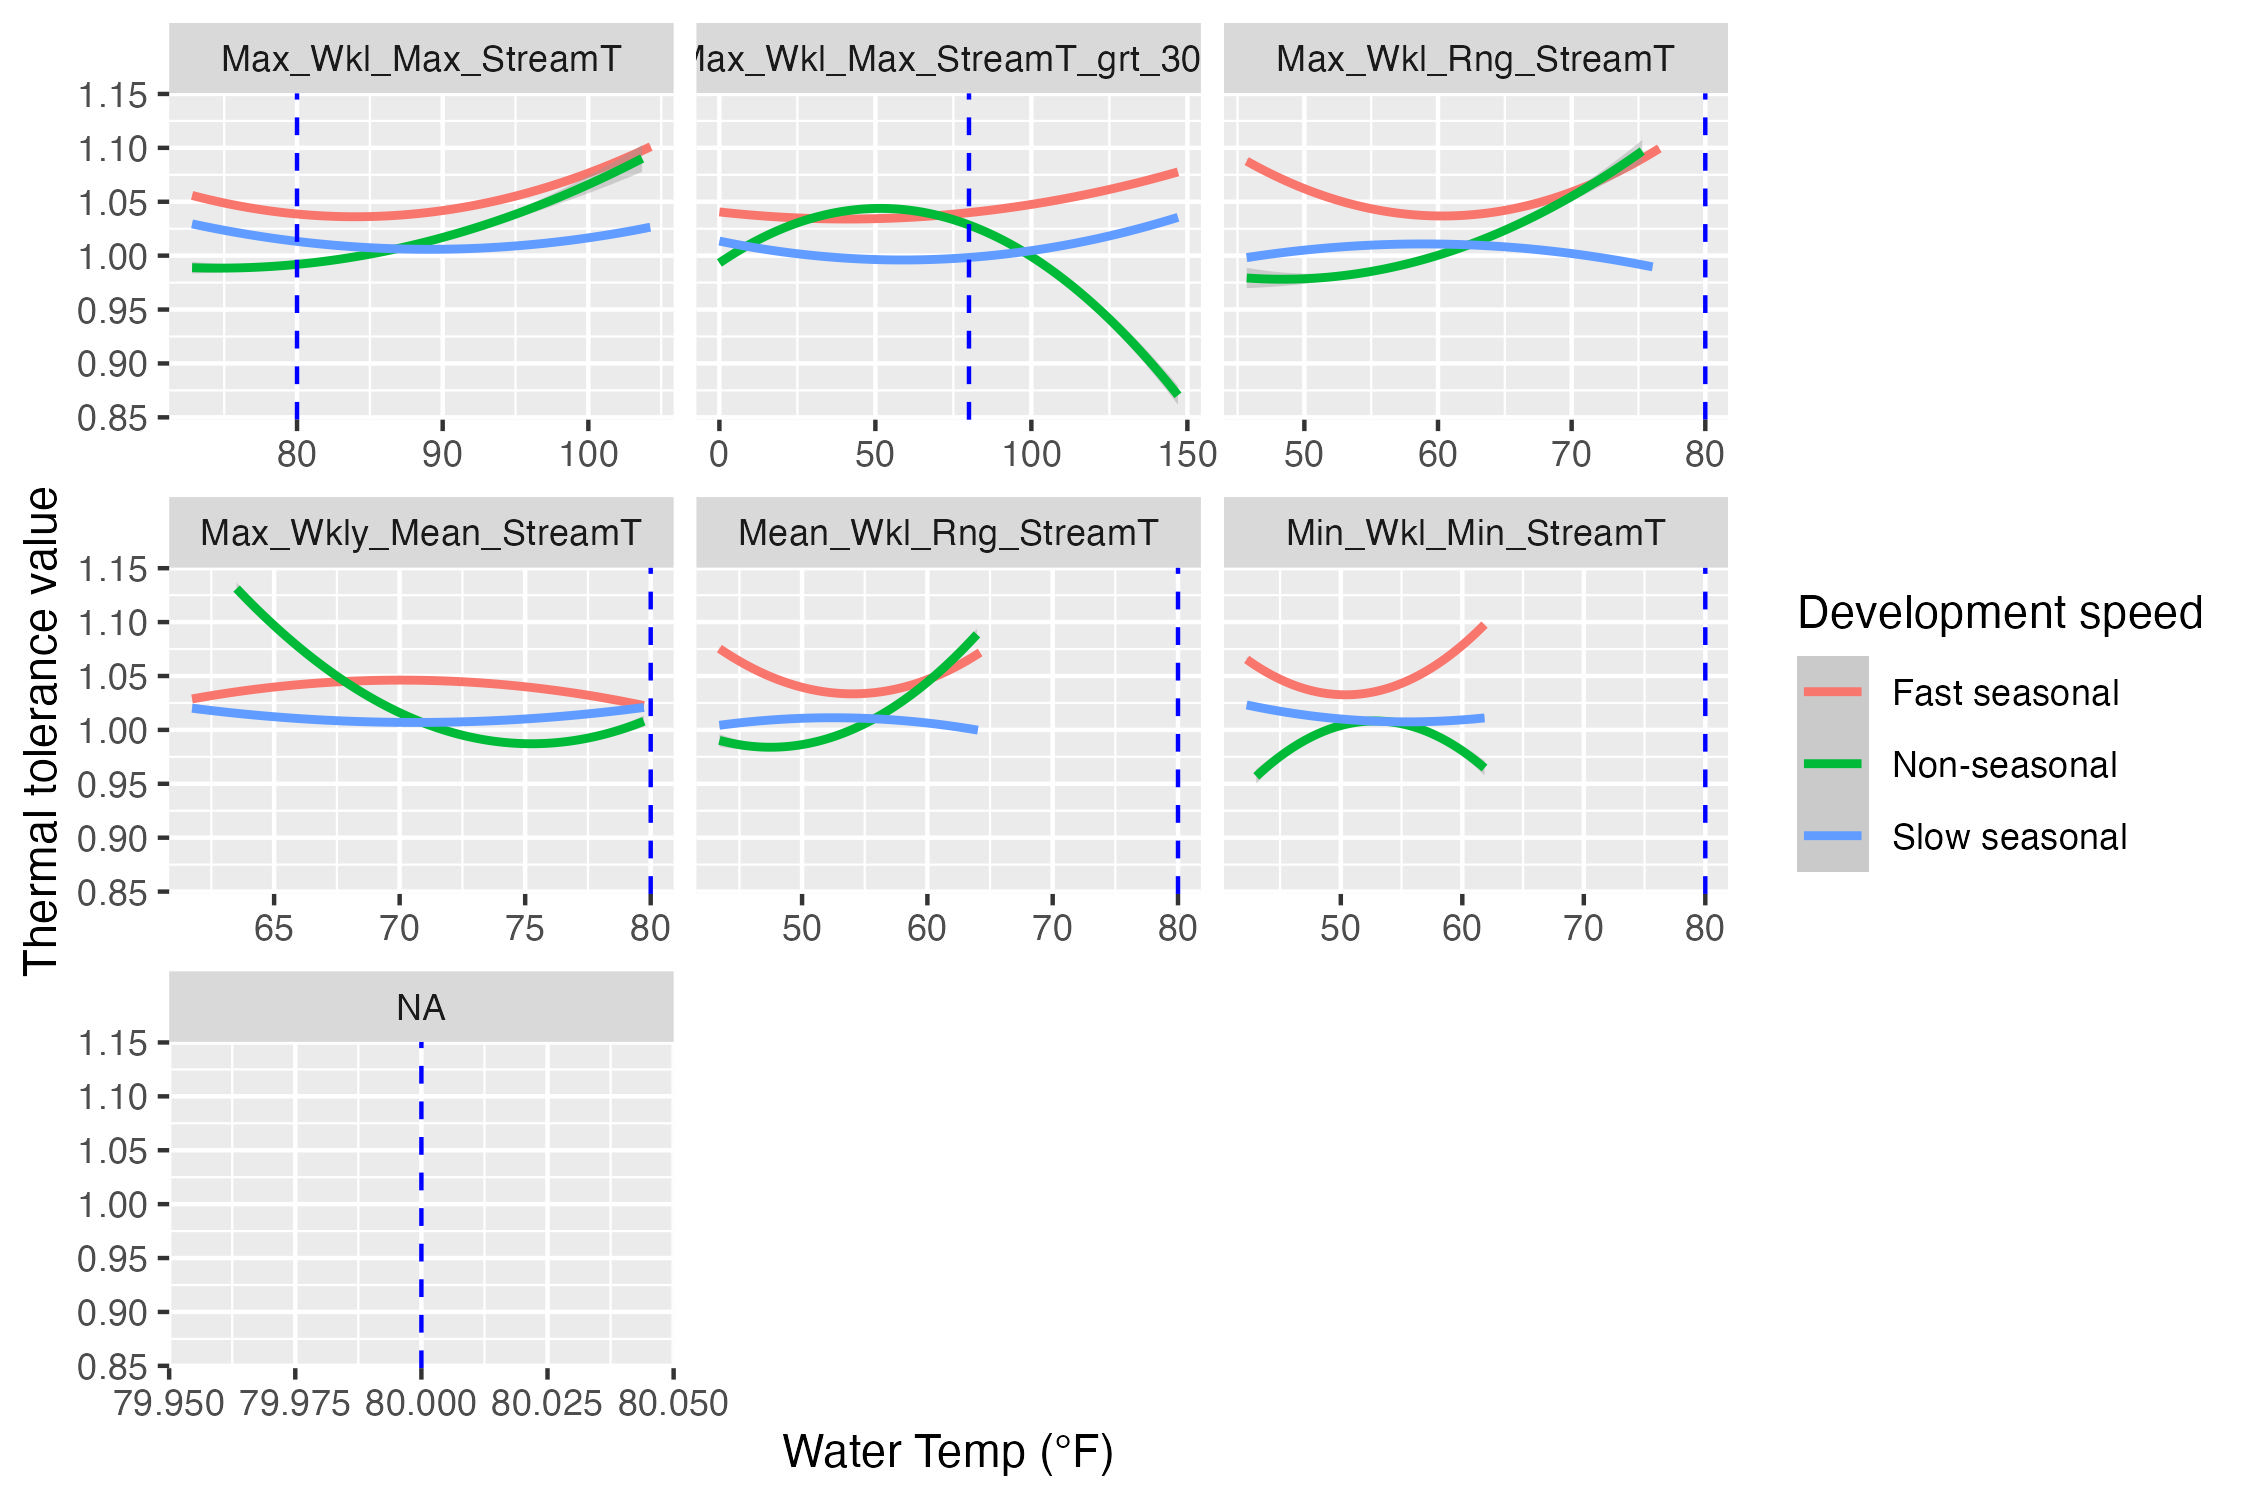 Max_Wkl_Max_StreamT
Max_Wkl_Max_StreamT_grt_30
Max_Wkl_Rng_StreamT
1.15
1.10
1.05
1.00
0.95
0.90
0.85
80 90 100
0 50 100 150
50 60 70 80
Max_Wkly_Mean_StreamT
Mean_Wkl_Rng_StreamT
Min_Wkl_Min_StreamT
1.15
1.10
1.05
1.00
0.95
0.90
0.85
65 70 75 80
50 60 70 80
50 60 70 80
NA
1.15
1.10
1.05
1.00
0.95
0.90
0.85
79.950 79.975 80.000 80.025 80.050
Thermal tolerance value
Water Temp (°F)
Development speed
Fast seasonal
Non-seasonal
Slow seasonal